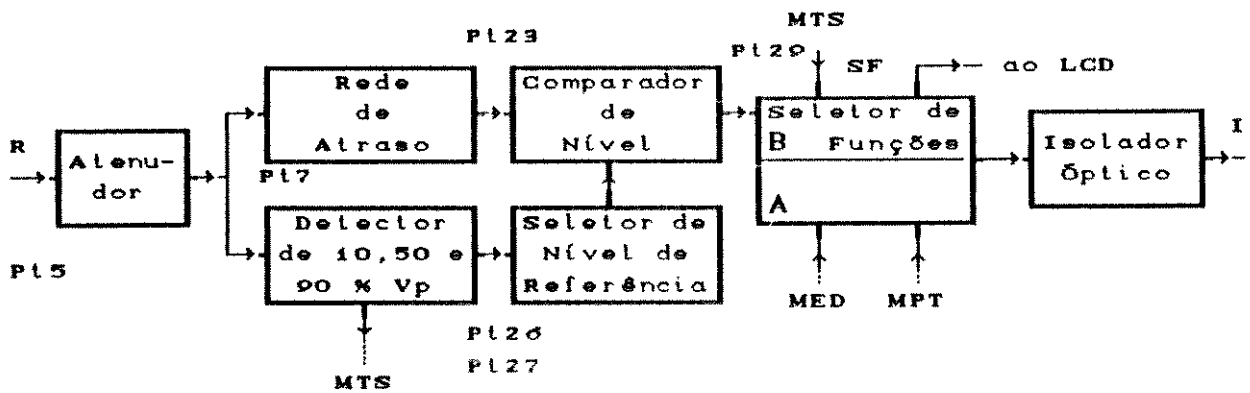 MTS
Pt23
Pt29
SF
ao LCD
Rede
de
Atraso
Comparador
de
Nível
Seletor de
B Funções
A
Isolador
Óptico
I
R
Atenu-
dor
Pt7
Pt5
Detector
de 10,50 e
90 % Vp
Seletor de
Nível de
Referência
MED
MPT
Pt26
Pt27
MTS